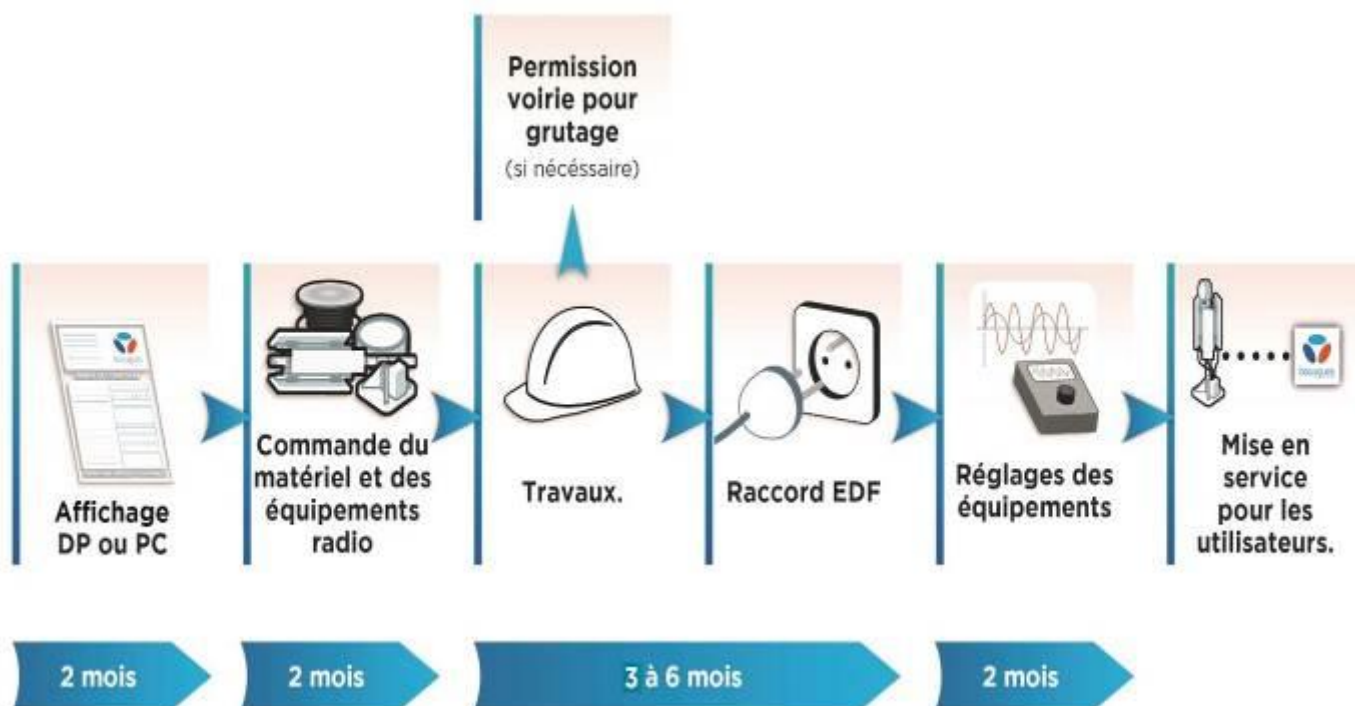 Permission
voirie pour
grutage
(si nécéssaire)
Affichage
DP ou PC
Commande du
matériel et des
équipements
radio
Travaux.
Raccord EDF
Réglages des
équipements
Mise en
service
pour les
utilisateurs.
2 mois
2 mois
3 à 6 mois
2 mois